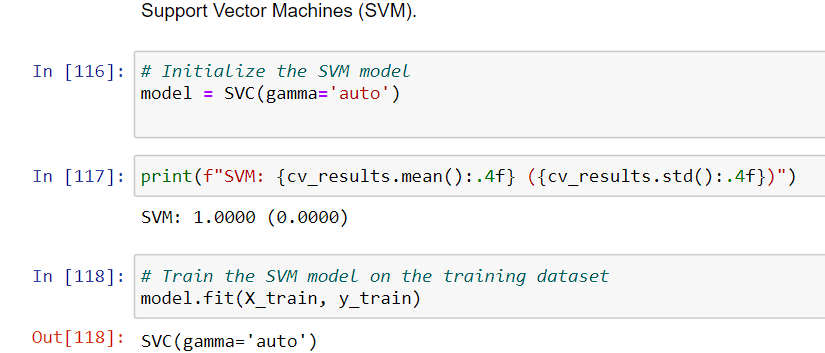 Support Vector Machines (SVM).
In [116]: # Initialize the SVM model
model = SVC(gamma='auto')
In [117]: print(f"SVM: {cv_results.mean():.4f} ({cv_results.std():.4f})")
SVM: 1.0000 (0.0000)
In [118]: # Train the SVM model on the training dataset
model.fit(X_train, y_train)
Out[118]: SVC(gamma='auto')